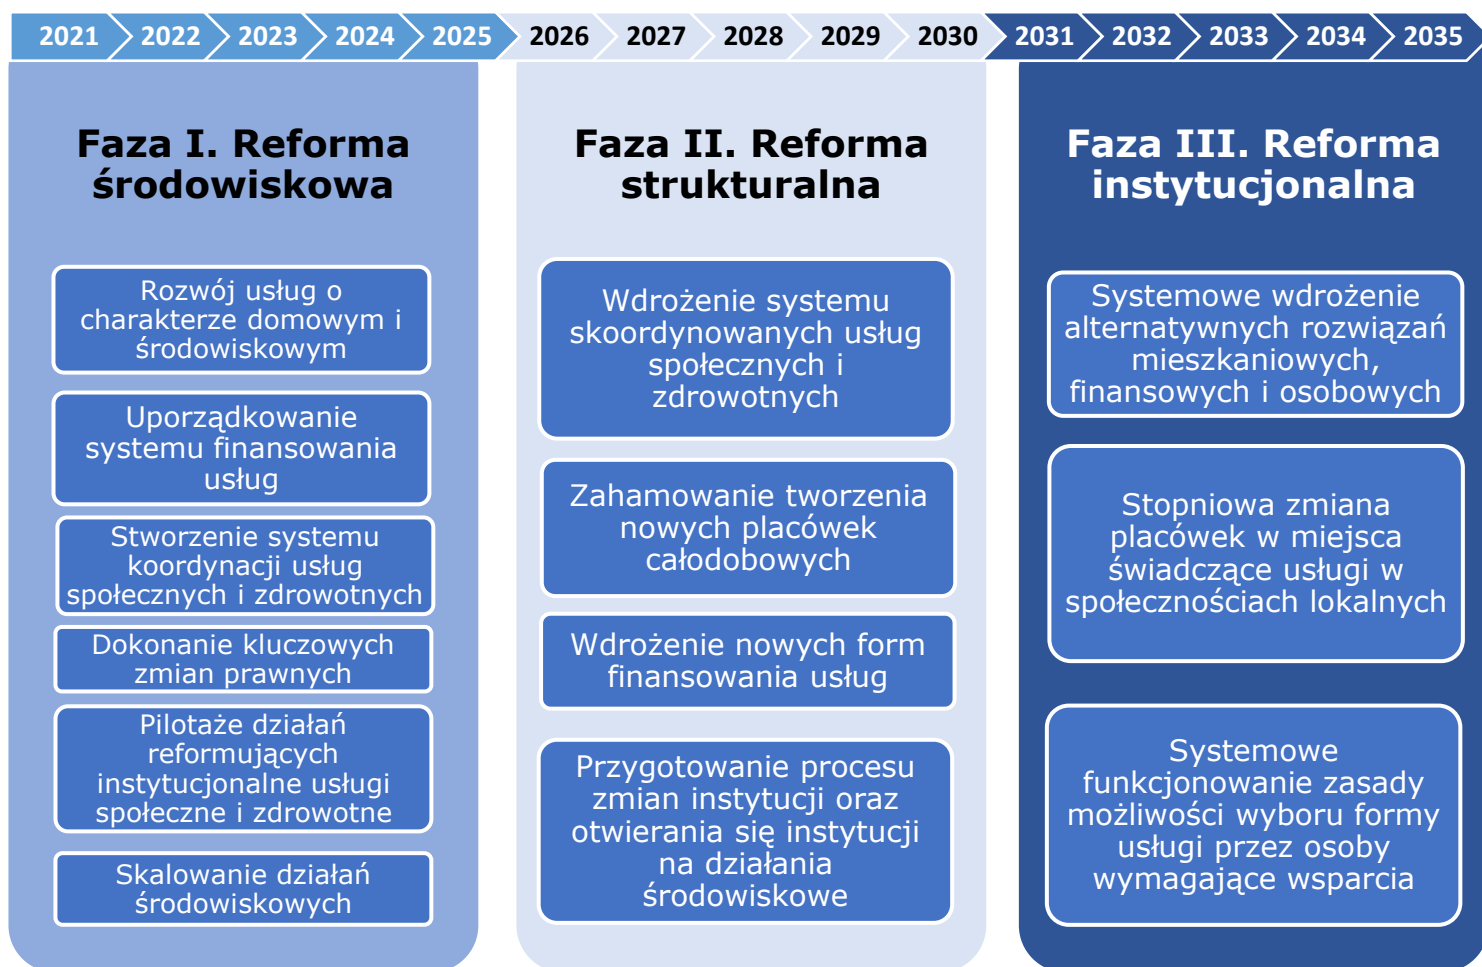 2021 2022 2023 2024 2025 2026 2027 2028 2029 2030 2031 2032 2033 2034 2035
Faza I. Reforma
środowiskowa
Rozwój usług o
charakterze domowym i
środowiskowym
Uporządkowanie
systemu finansowania
usług
Stworzenie systemu
koordynacji usług
społecznych i zdrowotnych
Dokonanie kluczowych
zmian prawnych
Pilotaże działań
reformujących
instytucjonalne usługi
społeczne i zdrowotne
Skalowanie działań
środowiskowych
Faza II. Reforma
strukturalna
Wdrożenie systemu
skoordynowanych usług
społecznych i
zdrowotnych
Zahamowanie tworzenia
nowych placówek
całodobowych
Wdrożenie nowych form
finansowania usług
Przygotowanie procesu
zmian instytucji oraz
otwierania się instytucji
na działania
środowiskowe
Faza III. Reforma
instytucjonalna
Systemowe wdrożenie
alternatywnych rozwiązań
mieszkaniowych,
finansowych i osobowych
Stopniowa zmiana
placówek w miejsca
świadczące usługi w
społecznościach lokalnych
Systemowe
funkcjonowanie zasady
możliwości wyboru formy
usługi przez osoby
wymagające wsparcia